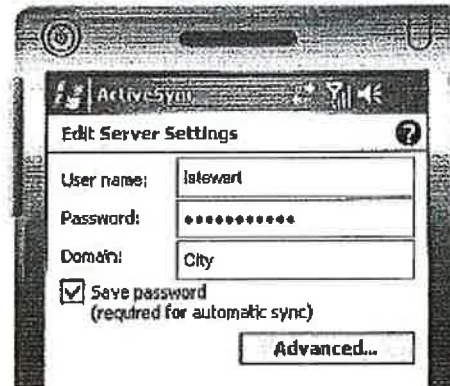 ActiveSync
Edit Server Settings
User name: lstewart
Password: ***********
Domain: City
Save password
(required for automatic sync)
Advanced...